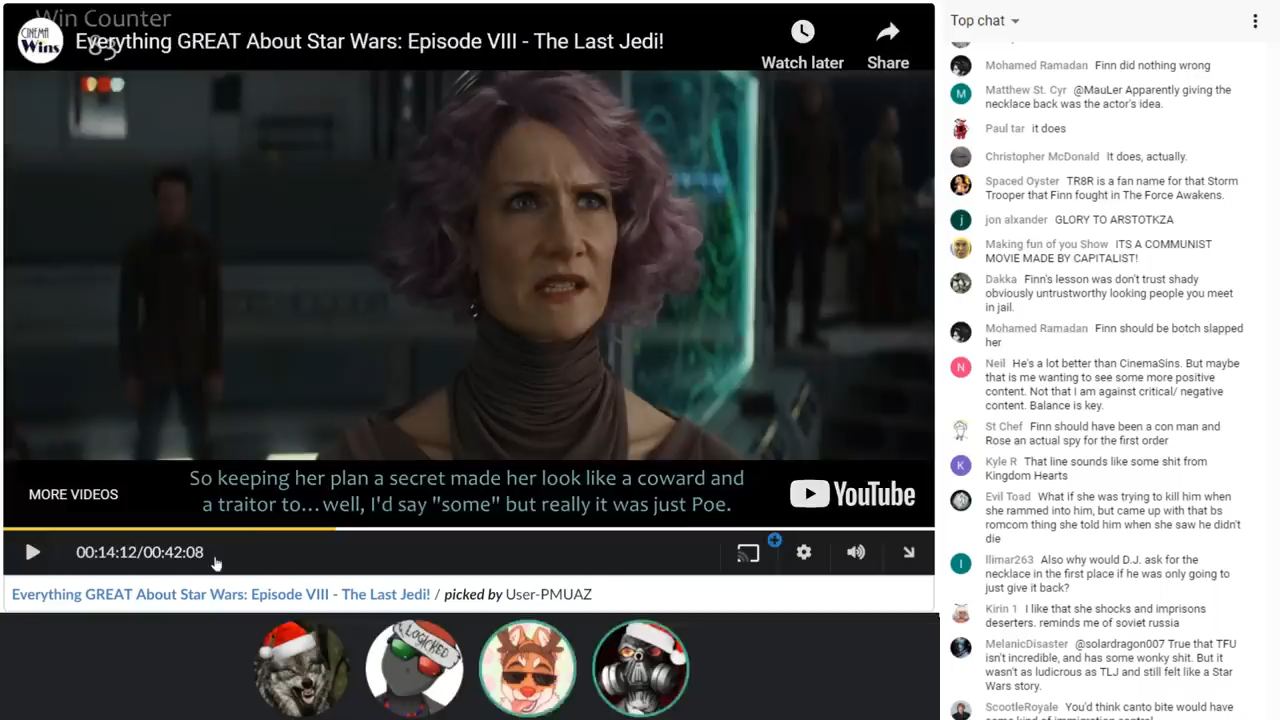 Win Counter
85
CINEMA
Wins
Everything GREAT About Star Wars: Episode VIII - The Last Jedi!
Watch later
Share
So keeping her plan a secret made her look like a coward and
a traitor to...well, I'd say "some" but really it was just Poe.
MORE VIDEOS
YouTube
00:14:12/00:42:08
Everything GREAT About Star Wars: Episode VIII - The Last Jedi! / picked by User-PMUAZ
LOGICKED
Top chat
Mohamed Ramadan Finn did nothing wrong
M
Matthew St. Cyr @MauLer Apparently giving the
necklace back was the actor's idea.
Paul tar it does
Christopher McDonald It does, actually.
Spaced Oyster TR8R is a fan name for that Storm
Trooper that Finn fought in The Force Awakens.
j
jon alxander GLORY TO ARSTOTKZA
Making fun of you Show ITS A COMMUNIST
MOVIE MADE BY CAPITALIST!
Dakka Finn's lesson was don't trust shady
obviously untrustworthy looking people you meet
in jail.
Mohamed Ramadan Finn should be botch slapped
her
N
Neil He's a lot better than CinemaSins. But maybe
that is me wanting to see some more positive
content. Not that I am against critical/ negative
content. Balance is key.
St Chef Finn should have been a con man and
Rose an actual spy for the first order
K
Kyle R That line sounds like some shit from
Kingdom Hearts
Evil Toad What if she was trying to kill him when
she rammed into him, but came up with that bs
romcom thing she told him when she saw he didn't
die
I
llimar263 Also why would D.J. ask for the
necklace in the first place if he was only going to
just give it back?
Kirin 1 I like that she shocks and imprisons
deserters. reminds me of soviet russia
MelanicDisaster @solardragon007 True that TFU
isn't incredible, and has some wonky shit. But it
wasn't as ludicrous as TLJ and still felt like a Star
Wars story.
ScootleRoyale You'd think canto bite would have